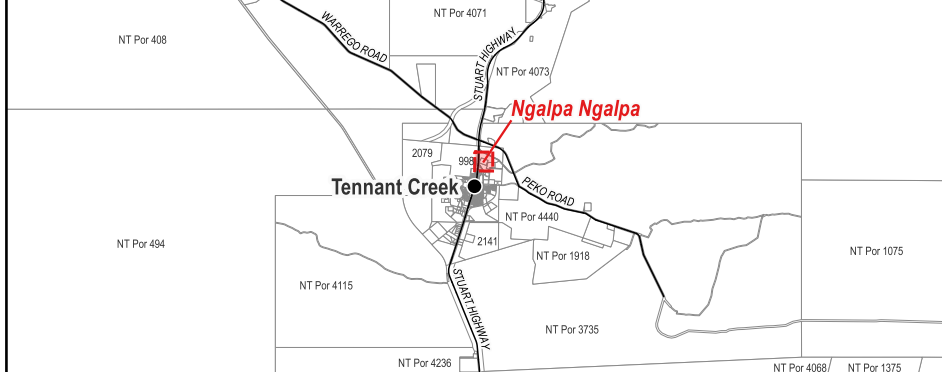 NT Por 4071
NT Por 408
WARREGO ROAD
STUART HIGHWAY
NT Por 4073
Ngalpa Ngalpa
2079
998
Tennant Creek
PEKO ROAD
NT Por 4440
NT Por 494
2141
NT Por 1918
NT Por 1075
NT Por 4115
STUART HIGHWAY
NT Por 3735
NT Por 4236
NT Por 4068
NT Por 1375